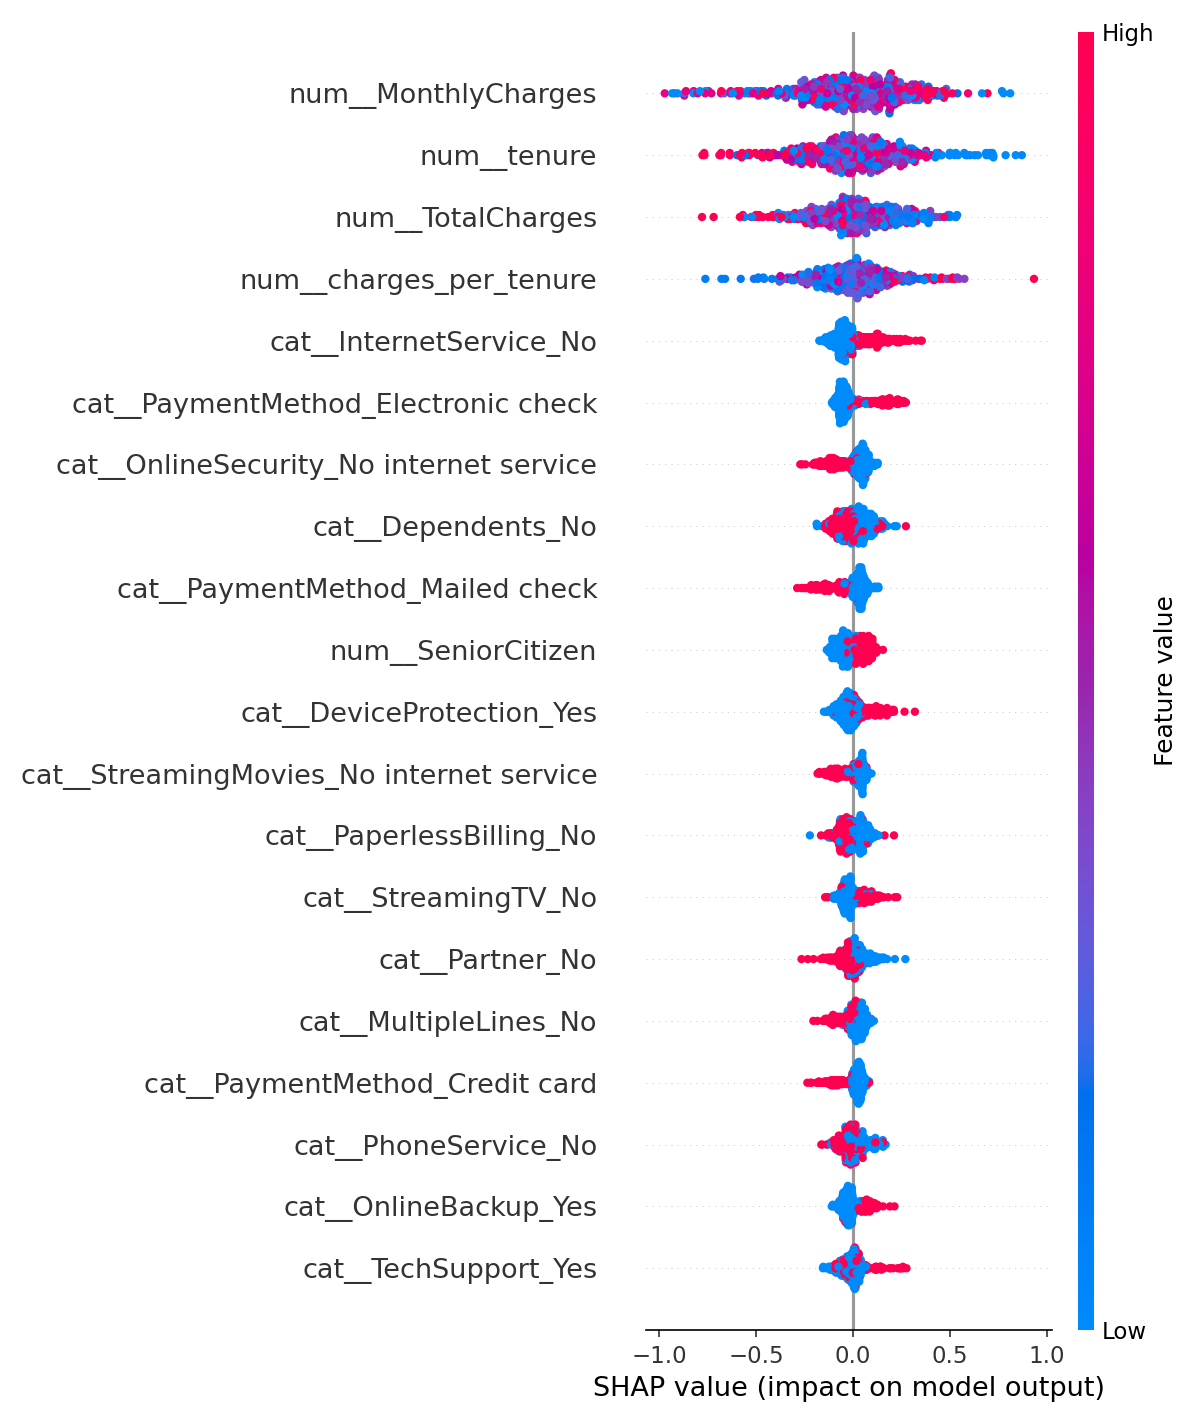 High
num__MonthlyCharges
num__tenure
num__TotalCharges
num__charges_per_tenure
cat__InternetService_No
cat__PaymentMethod_Electronic check
cat__OnlineSecurity_No internet service
cat__Dependents_No
cat__PaymentMethod_Mailed check
num__SeniorCitizen
cat__DeviceProtection_Yes
cat__StreamingMovies_No internet service
cat__PaperlessBilling_No
cat__StreamingTV_No
cat__Partner_No
cat__MultipleLines_No
cat__PaymentMethod_Credit card
cat__PhoneService_No
cat__OnlineBackup_Yes
cat__TechSupport_Yes
Feature value
Low
−1.0 −0.5 0.0 0.5 1.0
SHAP value (impact on model output)